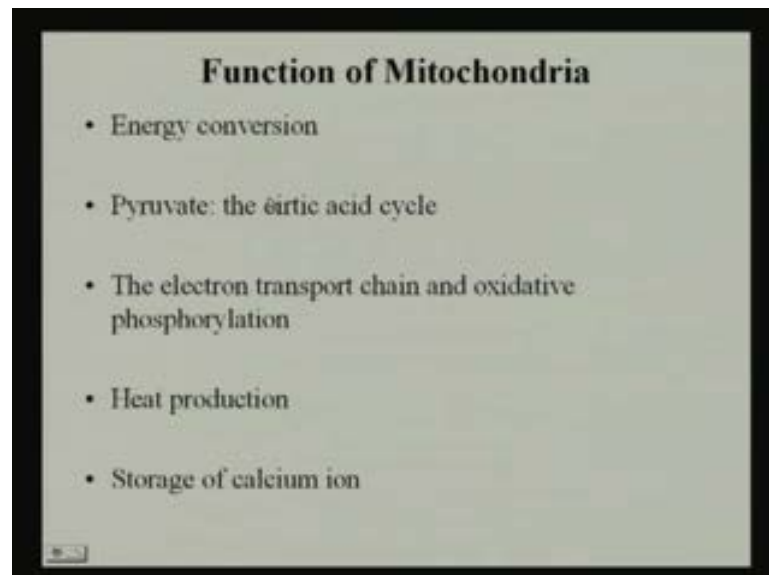 Function of Mitochondria
• Energy conversion
• Pyruvate: the cirtic acid cycle
• The electron transport chain and oxidative
phosphorylation
• Heat production
• Storage of calcium ion